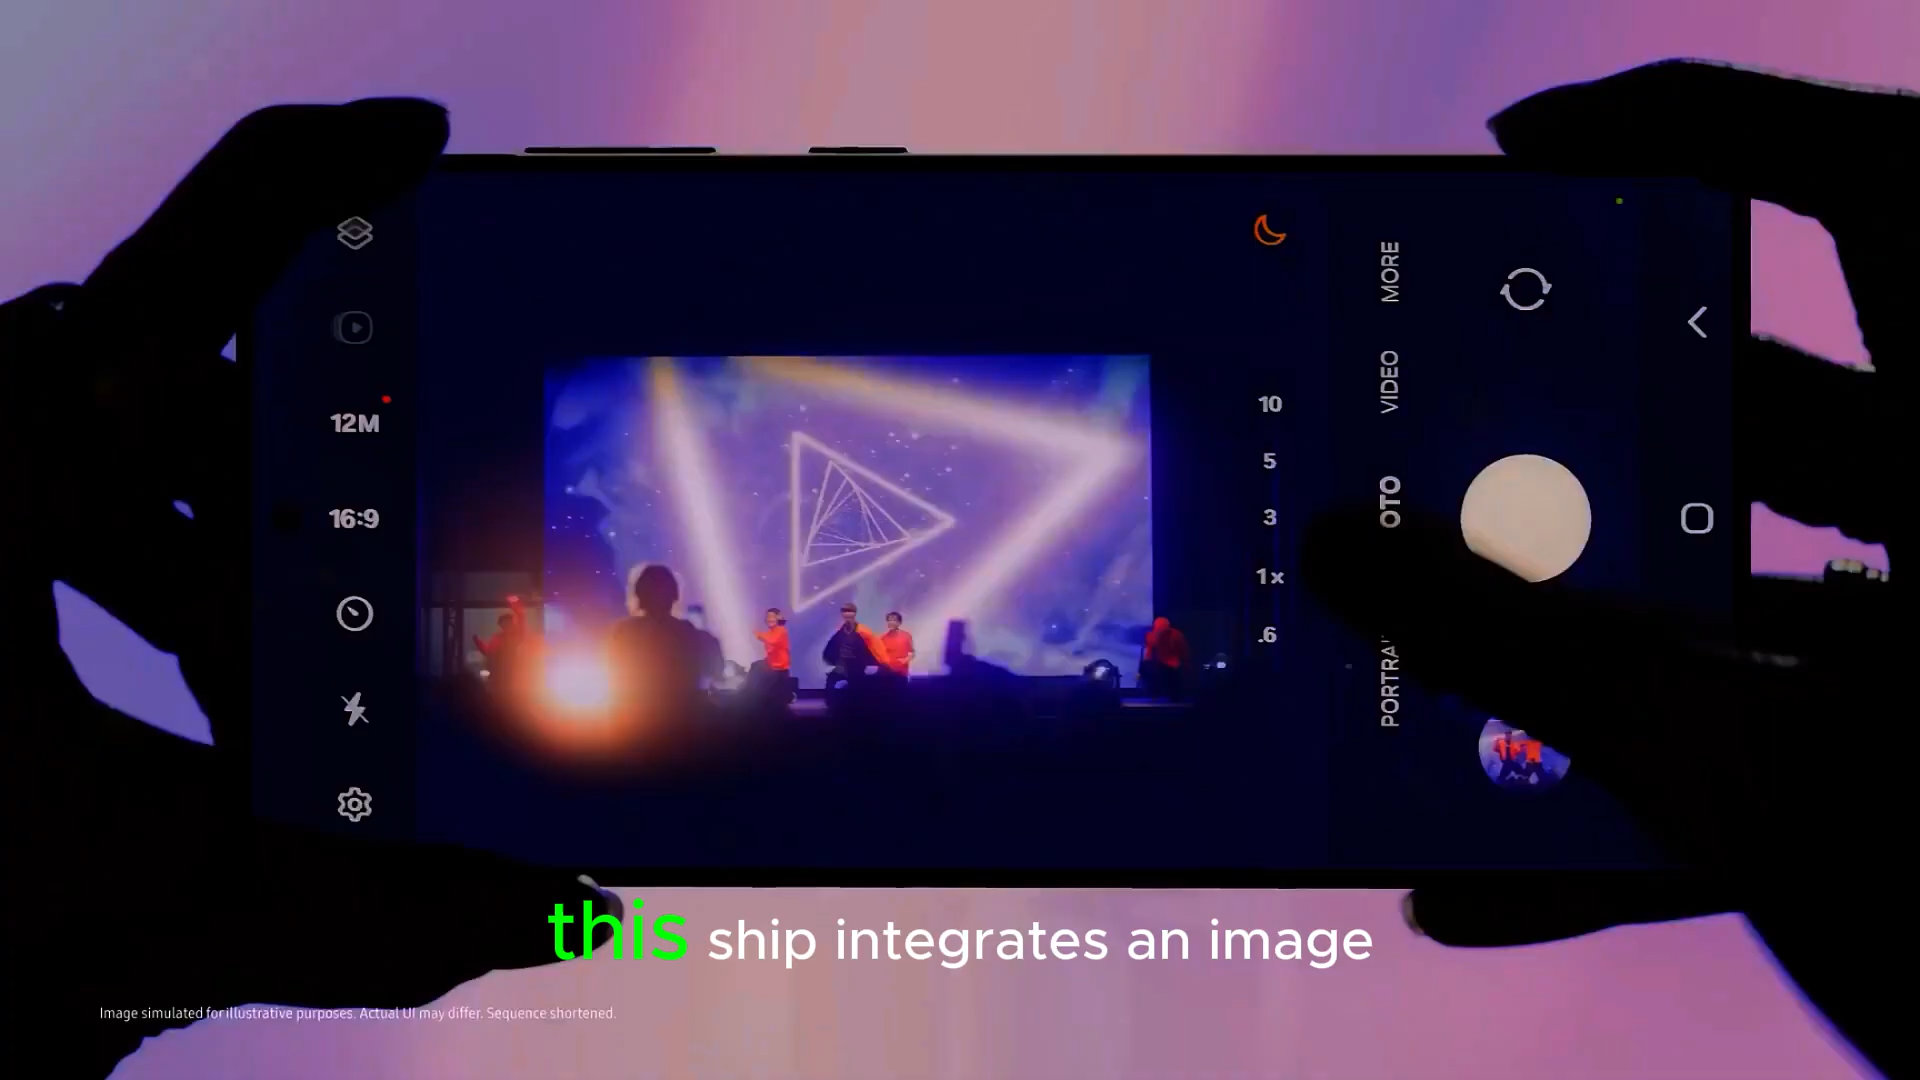 MORE
VIDEO
OTO
PORTRA
12M
16:9
10
5
3
1x
.6
this ship integrates an image
Image simulated for illustrative purposes. Actual UI may differ. Sequence shortened.